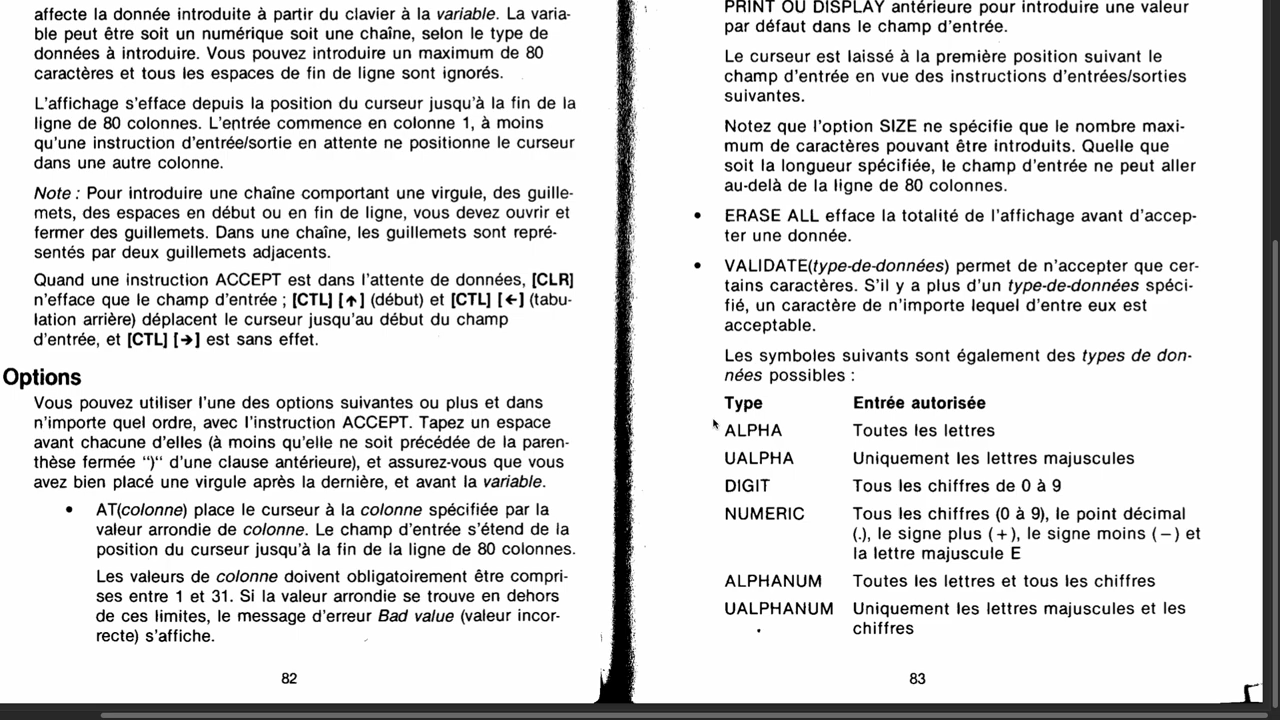 affecte la donnée introduite à partir du clavier à la variable. La varia-
ble peut être soit un numérique soit une chaîne, selon le type de
données à introduire. Vous pouvez introduire un maximum de 80
caractères et tous les espaces de fin de ligne sont ignorés.
L'affichage s'efface depuis la position du curseur jusqu'à la fin de la
ligne de 80 colonnes. L'entrée commence en colonne 1, à moins
qu'une instruction d'entrée/sortie en attente ne positionne le curseur
dans une autre colonne.
Note : Pour introduire une chaîne comportant une virgule, des guille-
mets, des espaces en début ou en fin de ligne, vous devez ouvrir et
fermer des guillemets. Dans une chaîne, les guillemets sont repré-
sentés par deux guillemets adjacents.
Quand une instruction ACCEPT est dans l'attente de données, [CLR]
n'efface que le champ d'entrée ; [CTL] [↑] (début) et [CTL] [←] (tabu-
lation arrière) déplacent le curseur jusqu'au début du champ
d'entrée, et [CTL] [→] est sans effet.
Options
Vous pouvez utiliser l'une des options suivantes ou plus et dans
n'importe quel ordre, avec l'instruction ACCEPT. Tapez un espace
avant chacune d'elles (à moins qu'elle ne soit précédée de la paren-
thèse fermée “)“ d'une clause antérieure), et assurez-vous que vous
avez bien placé une virgule après la dernière, et avant la variable.
• AT(colonne) place le curseur à la colonne spécifiée par la
valeur arrondie de colonne. Le champ d'entrée s'étend de la
position du curseur jusqu'à la fin de la ligne de 80 colonnes.
Les valeurs de colonne doivent obligatoirement être compri-
ses entre 1 et 31. Si la valeur arrondie se trouve en dehors
de ces limites, le message d'erreur Bad value (valeur incor-
recte) s'affiche.
82
PRINT OU DISPLAY antérieure pour introduire une valeur
par défaut dans le champ d'entrée.
Le curseur est laissé à la première position suivant le
champ d'entrée en vue des instructions d'entrées/sorties
suivantes.
Notez que l'option SIZE ne spécifie que le nombre maxi-
mum de caractères pouvant être introduits. Quelle que
soit la longueur spécifiée, le champ d'entrée ne peut aller
au-delà de la ligne de 80 colonnes.
• ERASE ALL efface la totalité de l'affichage avant d'accep-
ter une donnée.
• VALIDATE(type-de-données) permet de n'accepter que cer-
tains caractères. S'il y a plus d'un type-de-données spéci-
fié, un caractère de n'importe lequel d'entre eux est
acceptable.
Les symboles suivants sont également des types de don-
nées possibles :
Type Entrée autorisée
ALPHA Toutes les lettres
UALPHA Uniquement les lettres majuscules
DIGIT Tous les chiffres de 0 à 9
NUMERIC Tous les chiffres (0 à 9), le point décimal
(.), le signe plus (+), le signe moins (−) et
la lettre majuscule E
ALPHANUM Toutes les lettres et tous les chiffres
UALPHANUM Uniquement les lettres majuscules et les
chiffres
83